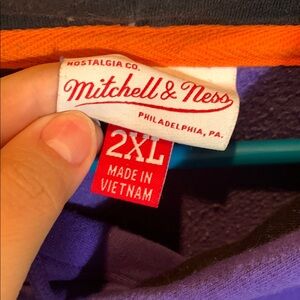 NOSTALGIA CO.
Mitchell & Ness
PHILADELPHIA, PA.
2XL
MADE IN
VIETNAM